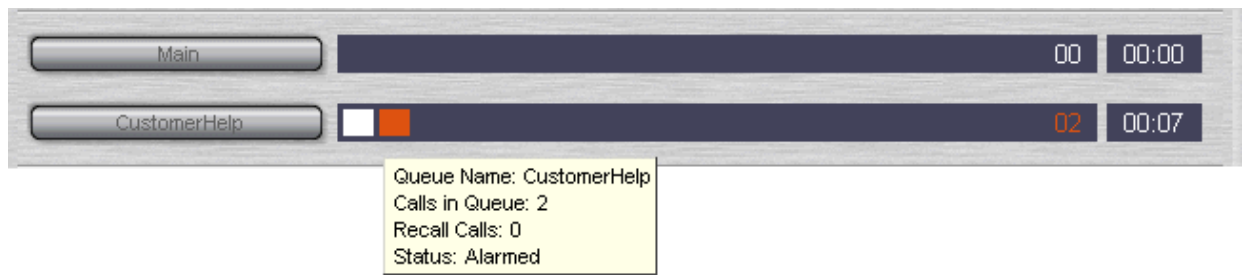 Main 00 00:00
CustomerHelp 02 00:07
Queue Name: CustomerHelp
Calls in Queue: 2
Recall Calls: 0
Status: Alarmed